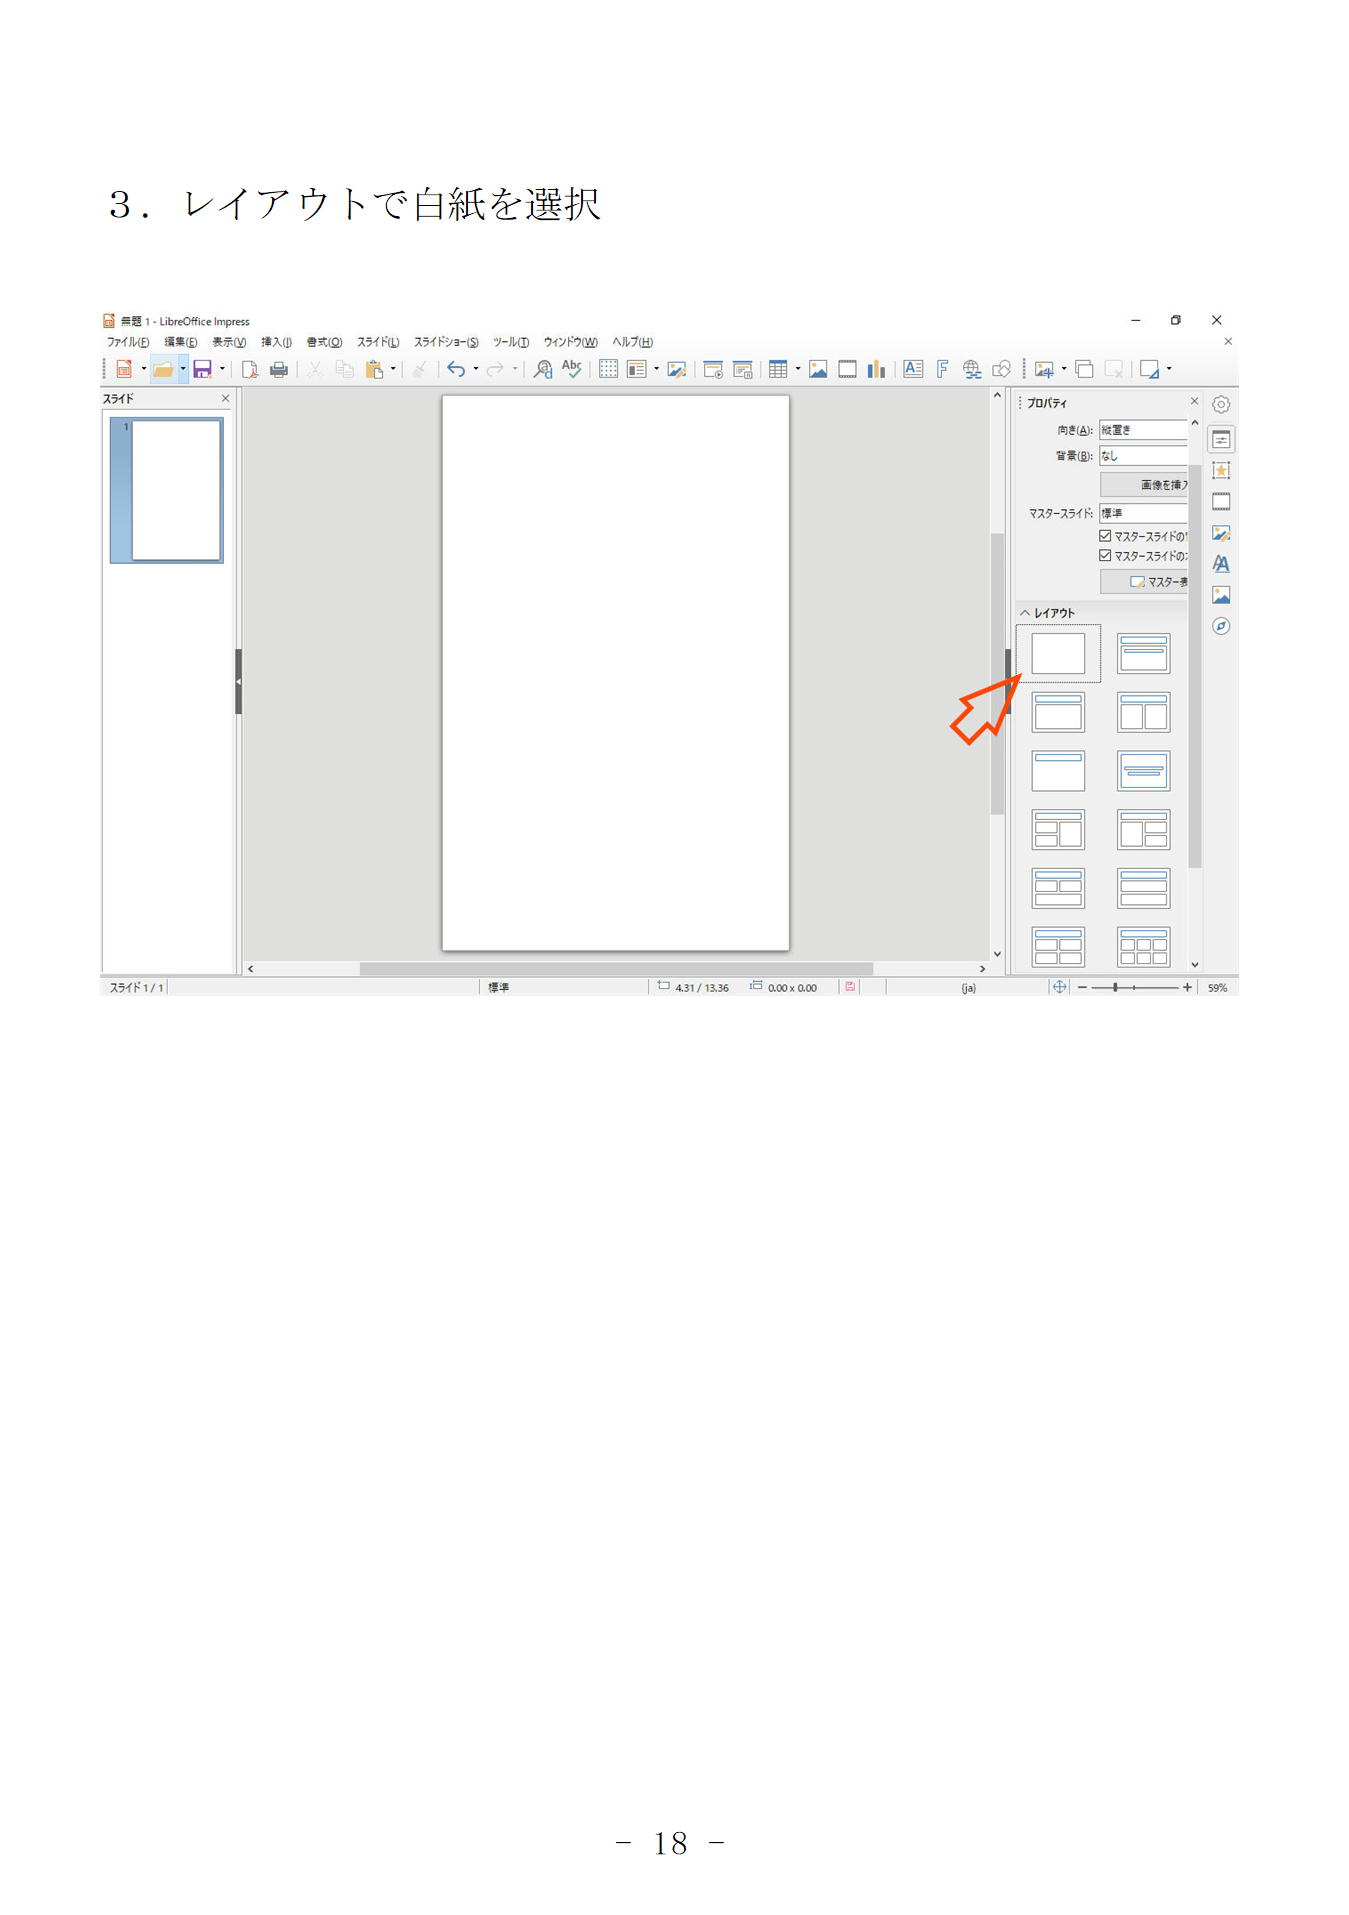 ３．レイアウトで白紙を選択
無題 1 - LibreOffice Impress
ファイル(F) 編集(E) 表示(V) 挿入(I) 書式(O) スライド(L) スライドショー(S) ツール(T) ウィンドウ(W) ヘルプ(H)
スライド
1
プロパティ
向き(A): 縦置き
背景(B): なし
画像を挿入
マスタースライド: 標準
マスタースライドの
マスタースライドの
マスター表
レイアウト
スライド 1 / 1 標準 4.31 / 13.36 0.00 x 0.00 {ja} 59%
- 18 -